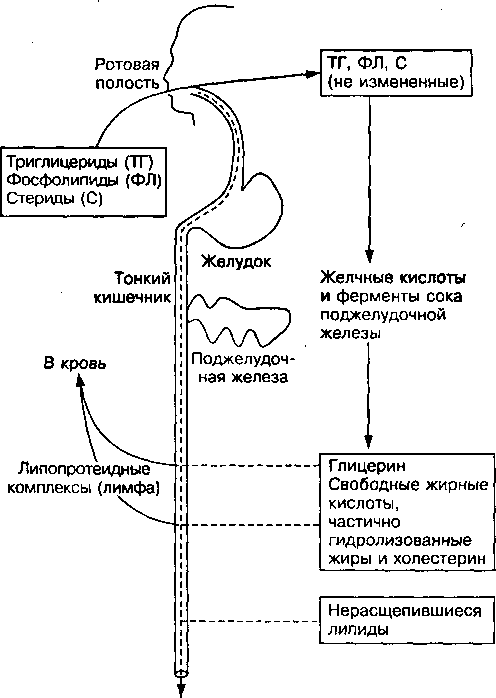 Ротовая
полость
ТГ, ФЛ, С
(не измененные)
Триглицериды (ТГ)
Фосфолипиды (ФЛ)
Стериды (С)
Желудок
Тонкий
кишечник
Желчные кислоты
и ферменты сока
поджелудочной
железы
Поджелудоч-
ная железа
В кровь
Липопротеидные
комплексы (лимфа)
Глицерин
Свободные жирные
кислоты,
частично
гидролизованные
жиры и холестерин
Нерасщепившиеся
лилиды